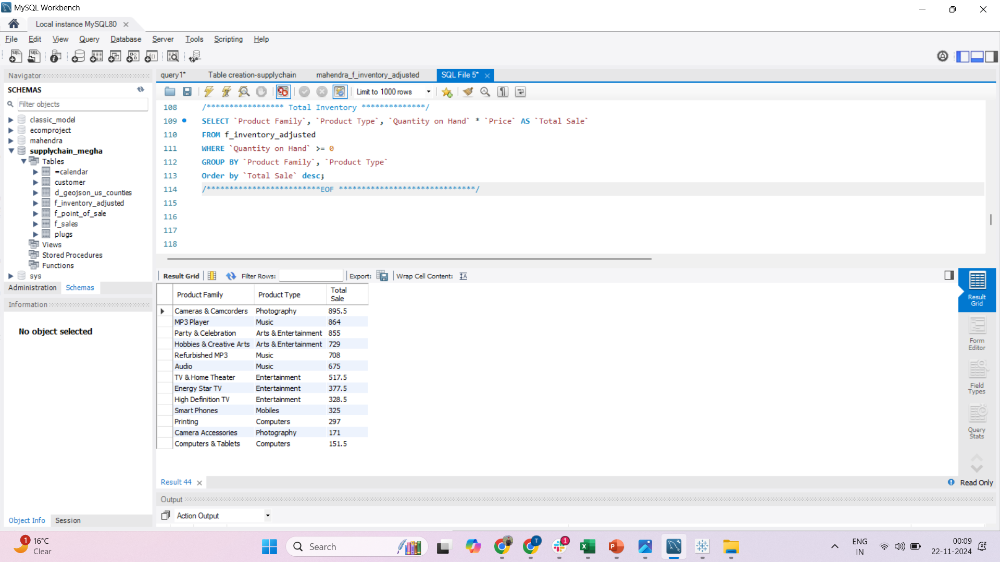 MySQL Workbench
Local instance MySQL80
File Edit View Query Database Server Tools Scripting Help
Navigator
query1* Table creation-supplychain mahendra_f_inventory_adjusted SQL File 5*
SCHEMAS
Limit to 1000 rows
Filter objects
classic_model
ecomproject
mahendra
supplychain_megha
Tables
=calendar
customer
d_geojson_us_counties
f_inventory_adjusted
f_point_of_sale
f_sales
plugs
Views
Stored Procedures
Functions
sys
Administration Schemas
Information
No object selected
Object Info Session
108 /***************** Total Inventory **************/
109 SELECT `Product Family`, `Product Type`, `Quantity on Hand` * `Price` AS `Total Sale`
110 FROM f_inventory_adjusted
111 WHERE `Quantity on Hand` >= 0
112 GROUP BY `Product Family`, `Product Type`
113 Order by `Total Sale` desc;
114 /*************************EOF ******************************/
115
116
117
118
Result Grid Filter Rows: Export: Wrap Cell Content:
Product Family Product Type Total Sale
Cameras & Camcorders Photography 895.5
MP3 Player Music 864
Party & Celebration Arts & Entertainment 855
Hobbies & Creative Arts Arts & Entertainment 729
Refurbished MP3 Music 708
Audio Music 675
TV & Home Theater Entertainment 517.5
Energy Star TV Entertainment 377.5
High Definition TV Entertainment 328.5
Smart Phones Mobiles 325
Printing Computers 297
Camera Accessories Photography 171
Computers & Tablets Computers 151.5
Result Grid
Form Editor
Field Types
Query Stats
Result 44
Read Only
Output
Action Output
1
16°C
Clear
Search
T
1
ENG
IN
00:09
22-11-2024